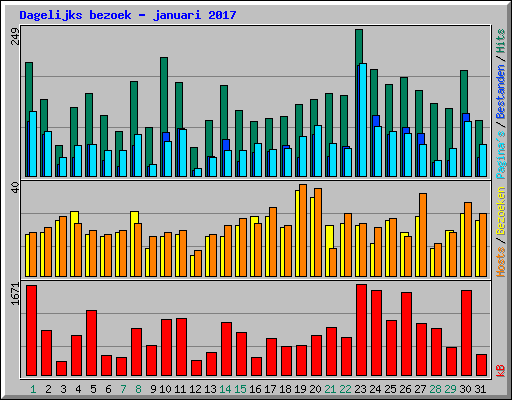 Dagelijks bezoek - januari 2017
249
40
1671
Pagina's / Bestanden / Hits
Hosts / Bezoeken
kB
1 2 3 4 5 6 7 8 9 10 11 12 13 14 15 16 17 18 19 20 21 22 23 24 25 26 27 28 29 30 31